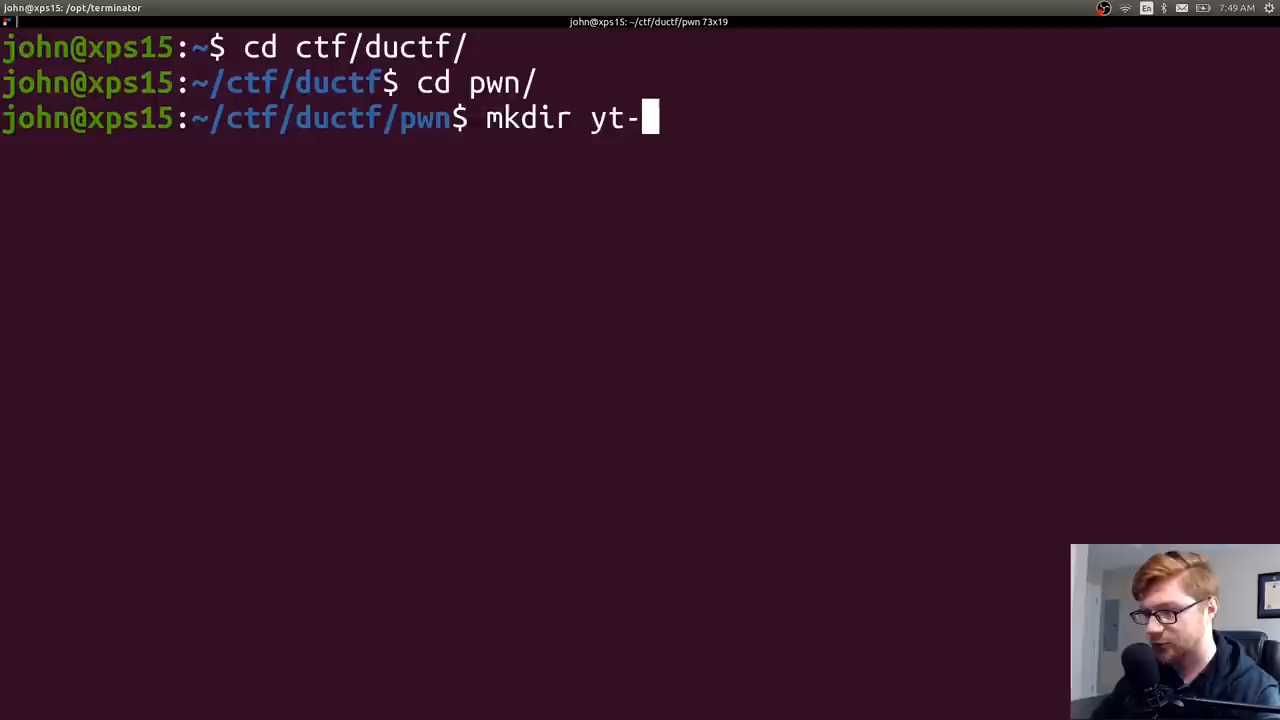 john@xps15: /opt/terminator
En
7:49 AM
john@xps15: ~/ctf/ductf/pwn 73x19
john@xps15:~$ cd ctf/ductf/
john@xps15:~/ctf/ductf$ cd pwn/
john@xps15:~/ctf/ductf/pwn$ mkdir yt-